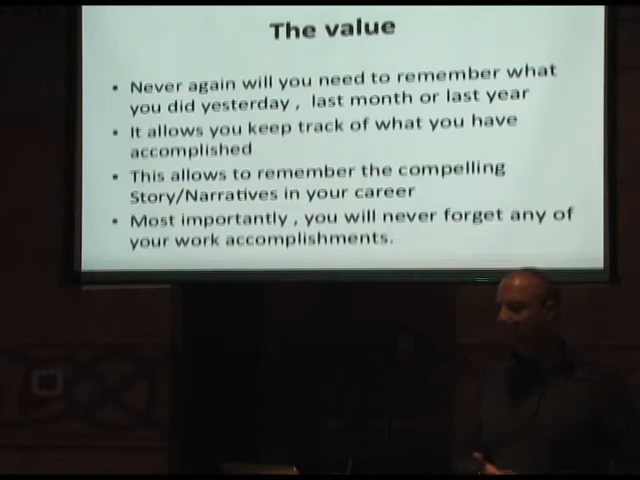 The value
• Never again will you need to remember what
you did yesterday , last month or last year
• It allows you keep track of what you have
accomplished
• This allows to remember the compelling
Story/Narratives in your career
• Most importantly , you will never forget any of
your work accomplishments.